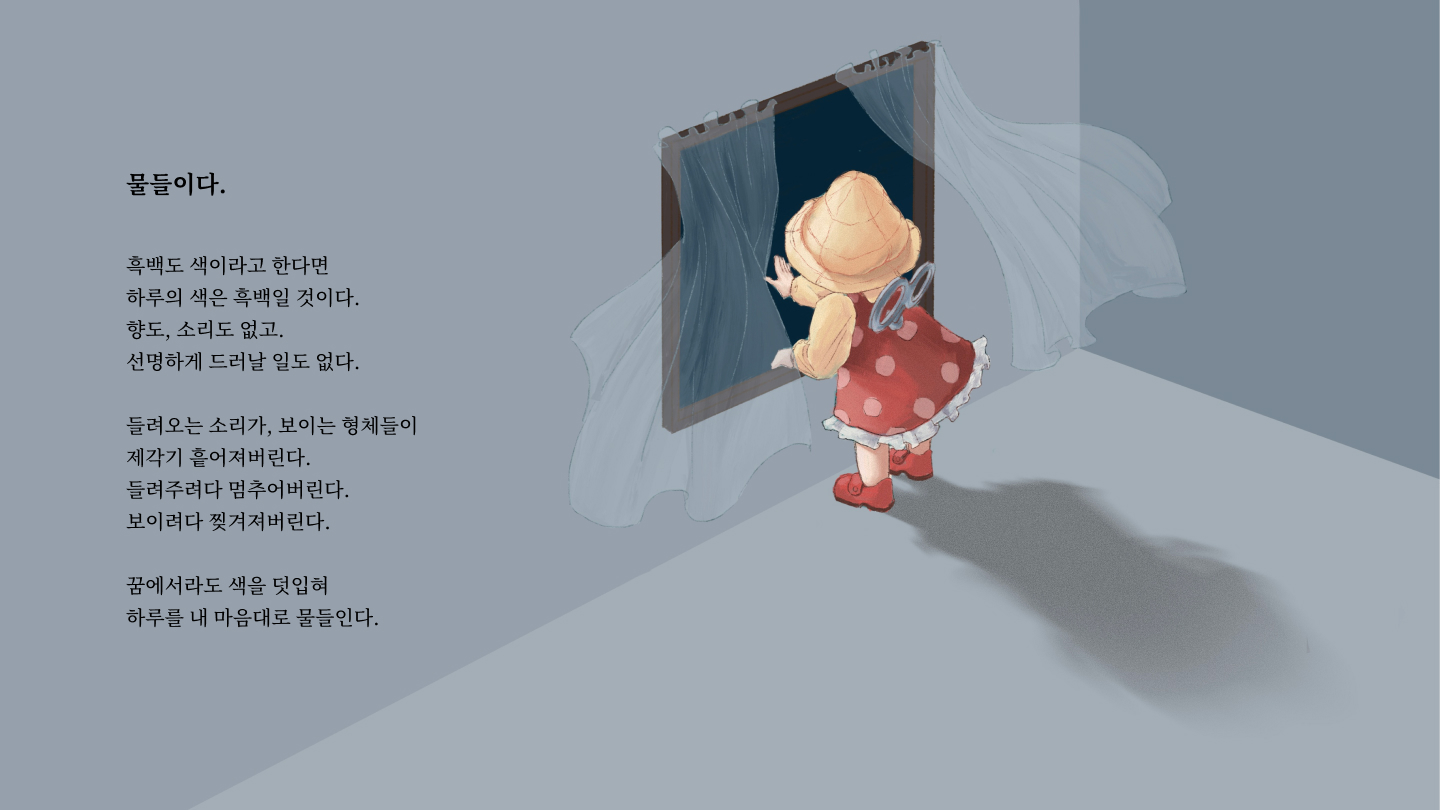 물들이다.
흑백도 색이라고 한다면
하루의 색은 흑백일 것이다.
향도, 소리도 없고.
선명하게 드러날 일도 없다.
들려오는 소리가, 보이는 형체들이
제각기 흩어져버린다.
들려주려다 멈추어버린다.
보이려다 찢겨져버린다.
꿈에서라도 색을 덧입혀
하루를 내 마음대로 물들인다.